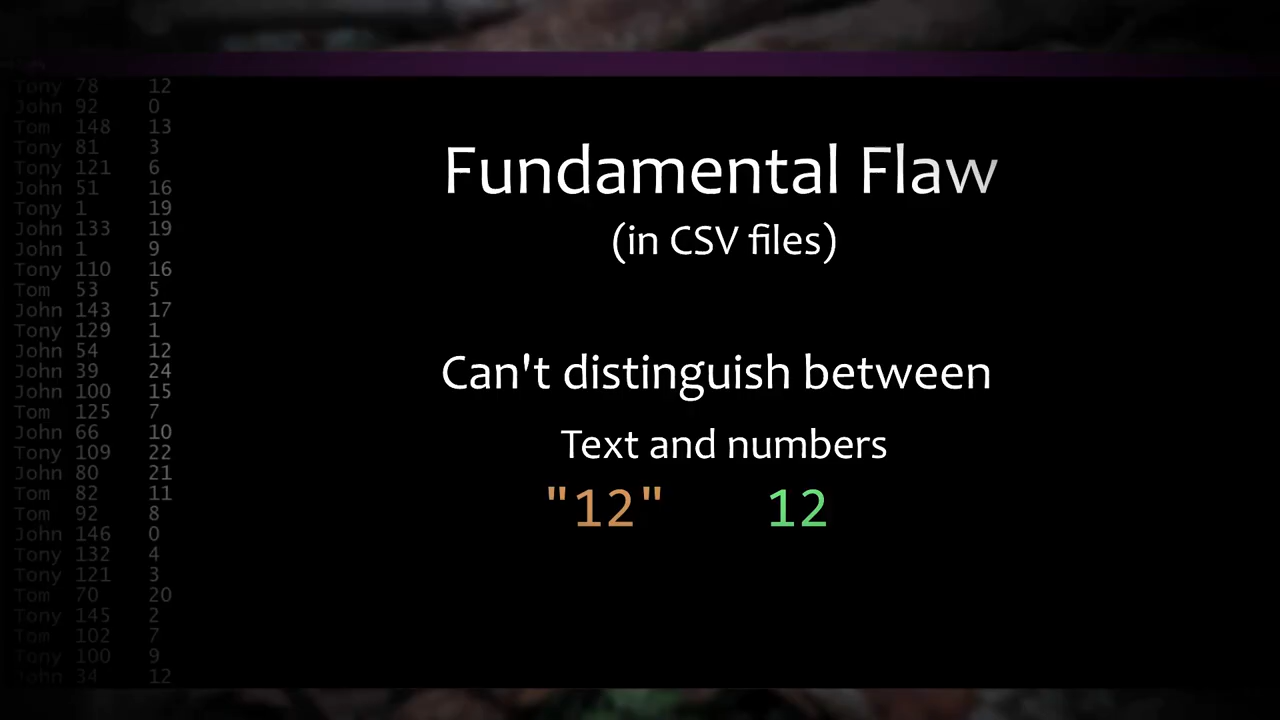 Tony 78 12
John 92 0
Tom 148 13
Tony 81 3
Tony 121 6
John 51 16
Tony 1 19
John 133 19
John 1 9
Tony 110 16
Tom 53 5
John 143 17
Tony 129 1
John 54 12
John 39 24
John 100 15
Tom 125 7
John 66 10
Tony 109 22
John 80 21
Tom 82 11
Tom 92 8
John 146 0
Tony 132 4
Tony 121 3
Tom 70 20
Tony 145 2
Tom 102 7
Tony 100 9
John 34 12
Fundamental Flaw
(in CSV files)
Can't distinguish between
Text and numbers
"12" 12